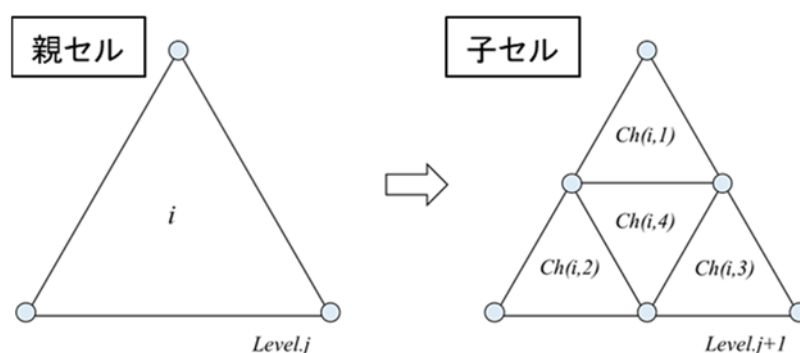 親セル
i
Level.j
子セル
Ch(i,1)
Ch(i,4)
Ch(i,2)
Ch(i,3)
Level.j+1